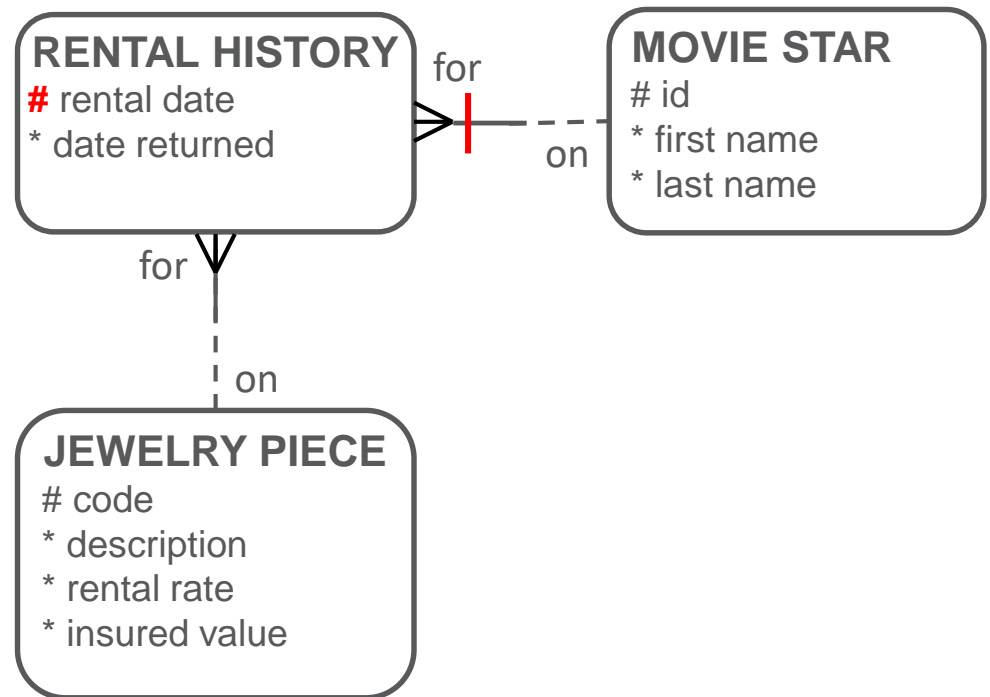 RENTAL HISTORY
# rental date
* date returned
for
on
MOVIE STAR
# id
* first name
* last name
for
on
JEWELRY PIECE
# code
* description
* rental rate
* insured value